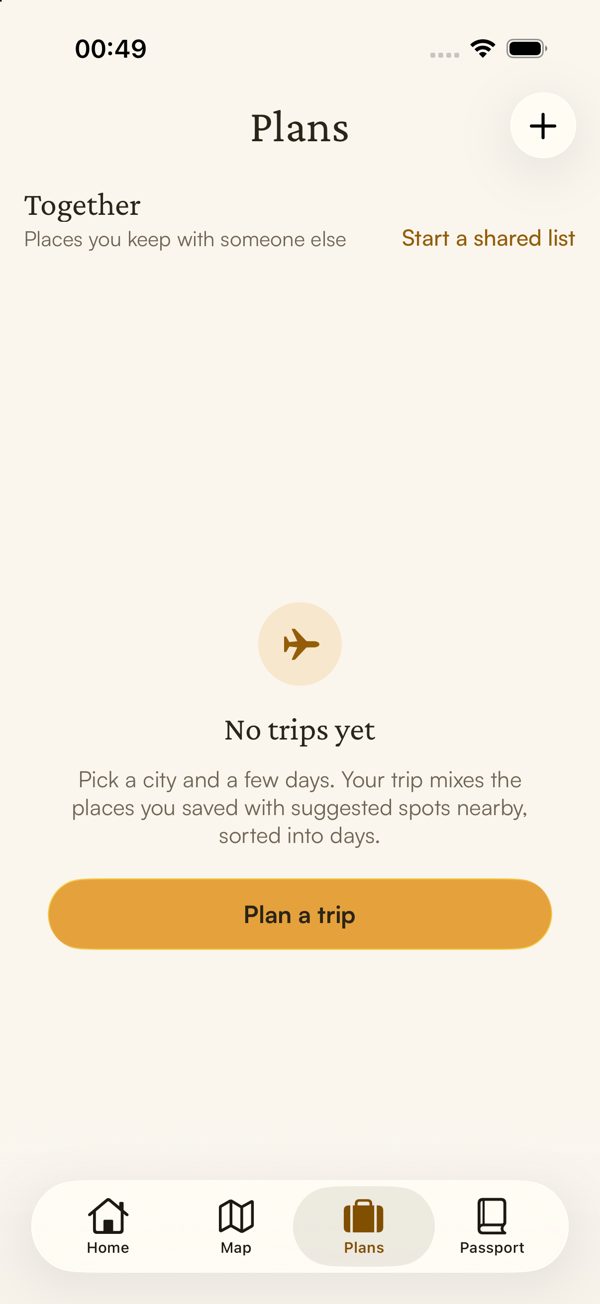 00:49
Plans
Together
Places you keep with someone else
Start a shared list
No trips yet
Pick a city and a few days. Your trip mixes the
places you saved with suggested spots nearby,
sorted into days.
Plan a trip
Home
Map
Plans
Passport